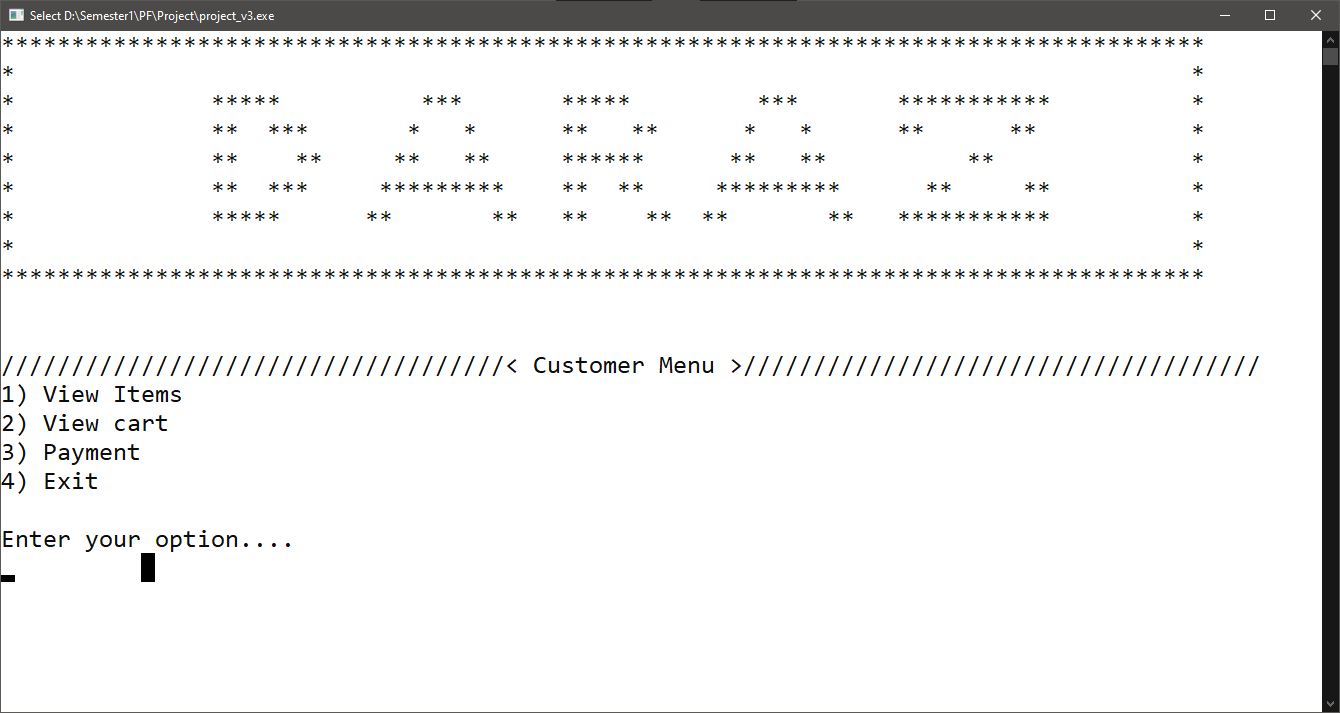 Select D:\Semester1\PF\Project\project_v3.exe
**************************************************************************************
*                                                                                    *
*              *****          ***       *****         ***       ***********          *
*              **  ***       *   *      **   **      *   *      **      **           *
*              **    **     **   **     ******      **   **          **              *
*              **  ***     *********    **  **     *********      **     **          *
*              *****      **       **   **    **  **       **   ***********          *
*                                                                                    *
**************************************************************************************
////////////////////////////////////< Customer Menu >/////////////////////////////////////
1) View Items
2) View cart
3) Payment
4) Exit
Enter your option....
_